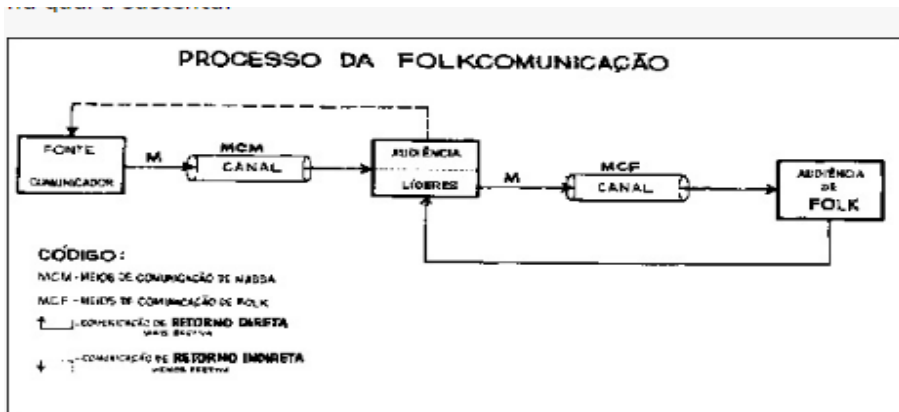 PROCESSO DA FOLKCOMUNICAÇÃO
FONTE
COMUNICADOR
M
MCM
CANAL
AUDIÊNCIA
LÍDERES
M
MCF
CANAL
AUDIÊNCIA
DE
FOLK
CÓDIGO:
MCM - MEIOS DE COMUNICAÇÃO DE MASSA
MCF - MEIOS DE COMUNICAÇÃO DE FOLK
COMUNICAÇÃO DE RETORNO DIRETA
MAIS EFETIVA
COMUNICAÇÃO DE RETORNO INDIRETA
MENOS EFETIVA